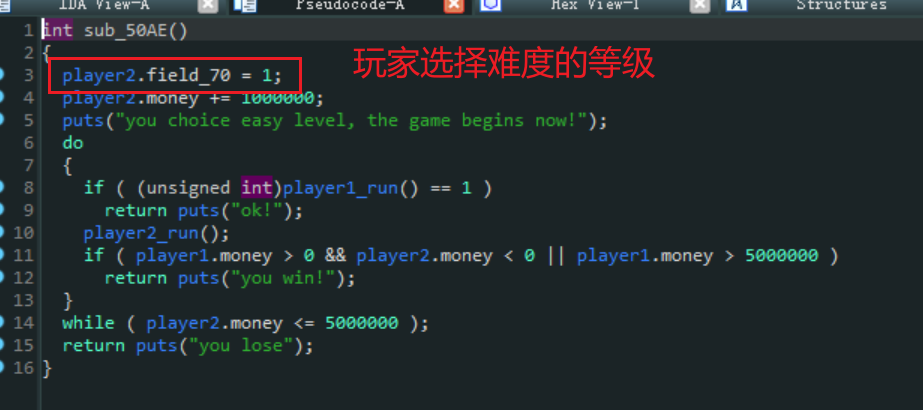 IDA View-A Pseudocode-A Hex View-1 Structures
1 int sub_50AE()
2 {
3 player2.field_70 = 1; 玩家选择难度的等级
4 player2.money += 1000000;
5 puts("you choice easy level, the game begins now!");
6 do
7 {
8 if ( (unsigned int)player1_run() == 1 )
9 return puts("ok!");
10 player2_run();
11 if ( player1.money > 0 && player2.money < 0 || player1.money > 5000000 )
12 return puts("you win!");
13 }
14 while ( player2.money <= 5000000 );
15 return puts("you lose");
16 }